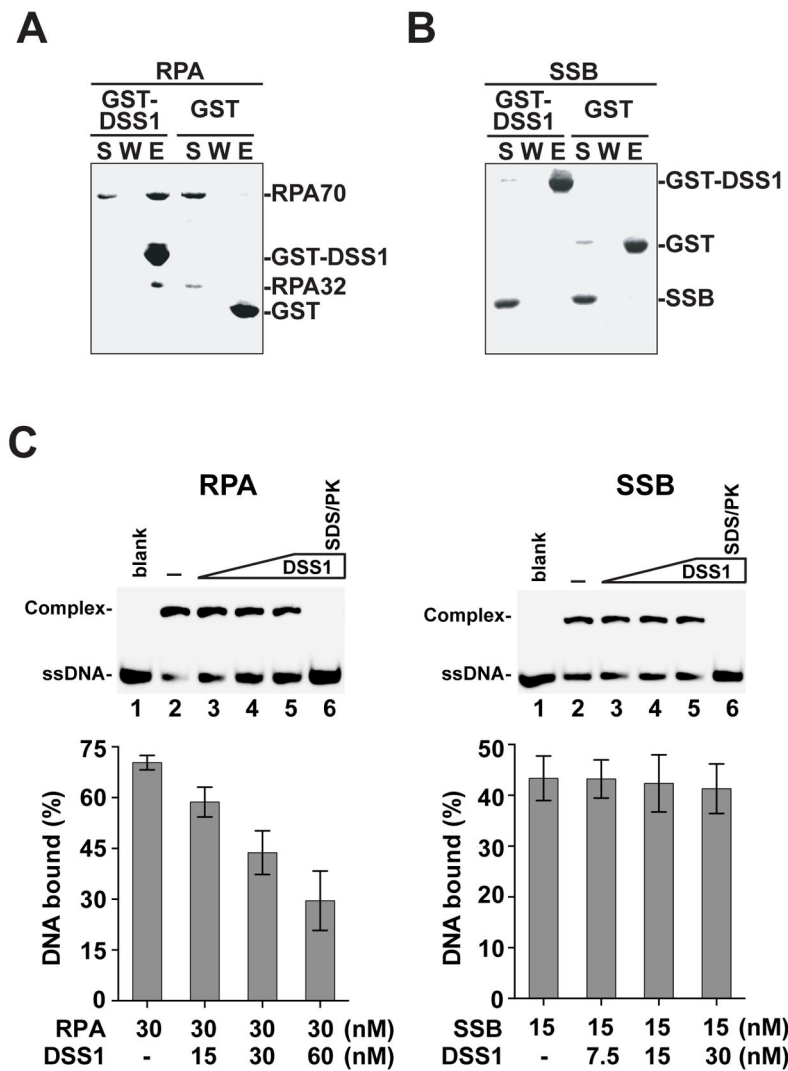 A
RPA
GST-
DSS1
GST
S W E S W E
-RPA70
-GST-DSS1
-RPA32
-GST
B
SSB
GST-
DSS1
GST
S W E S W E
-GST-DSS1
-GST
-SSB
C
RPA
blank
–
DSS1
SDS/PK
Complex-
ssDNA-
1 2 3 4 5 6
75
60
45
30
15
0
DNA bound (%)
RPA 30 30 30 30 (nM)
DSS1 - 15 30 60 (nM)
SSB
blank
–
DSS1
SDS/PK
Complex-
ssDNA-
1 2 3 4 5 6
50
40
30
20
10
0
DNA bound (%)
SSB 15 15 15 15 (nM)
DSS1 - 7.5 15 30 (nM)